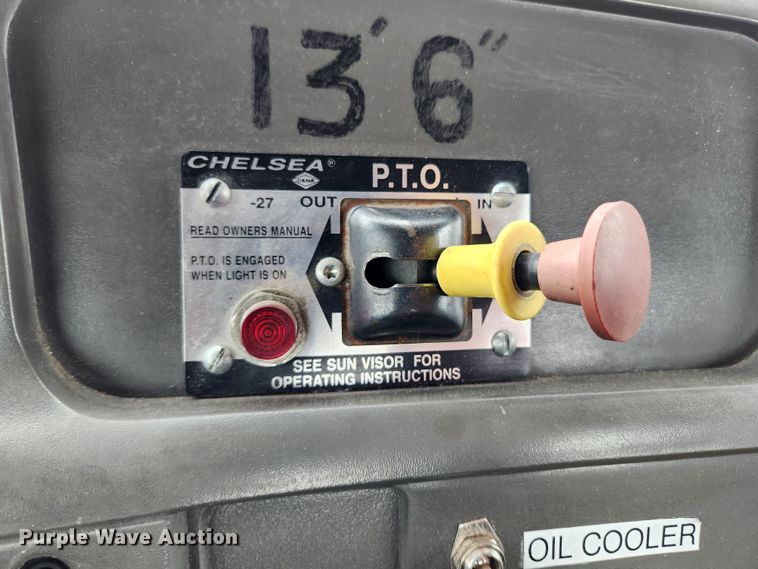 13' 6"
CHELSEA®
DANA
P.T.O.
-27 OUT IN
READ OWNERS MANUAL
P.T.O. IS ENGAGED
WHEN LIGHT IS ON
SEE SUN VISOR FOR
OPERATING INSTRUCTIONS
OIL COOLER
Purple Wave Auction®